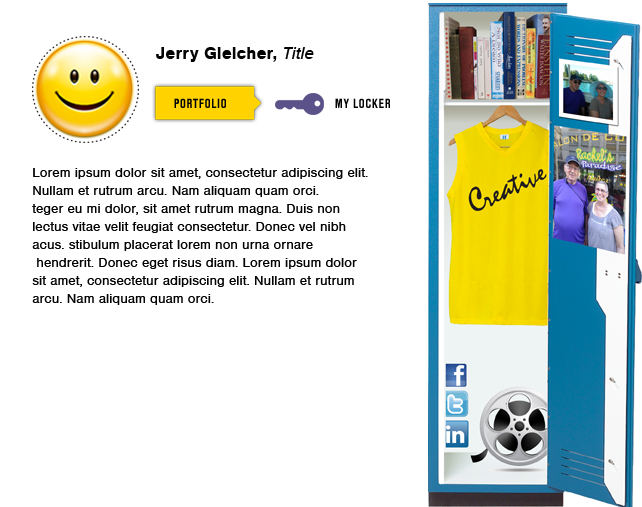 Jerry Gleicher, Title
PORTFOLIO
MY LOCKER
Lorem ipsum dolor sit amet, consectetur adipiscing elit.
Nullam et rutrum arcu. Nam aliquam quam orci.
teger eu mi dolor, sit amet rutrum magna. Duis non
lectus vitae velit feugiat consectetur. Donec vel nibh
acus. stibulum placerat lorem non urna ornare
hendrerit. Donec eget risus diam. Lorem ipsum dolor
sit amet, consectetur adipiscing elit. Nullam et rutrum
arcu. Nam aliquam quam orci.
Creative
Rachel's
Paradise
f
t
in